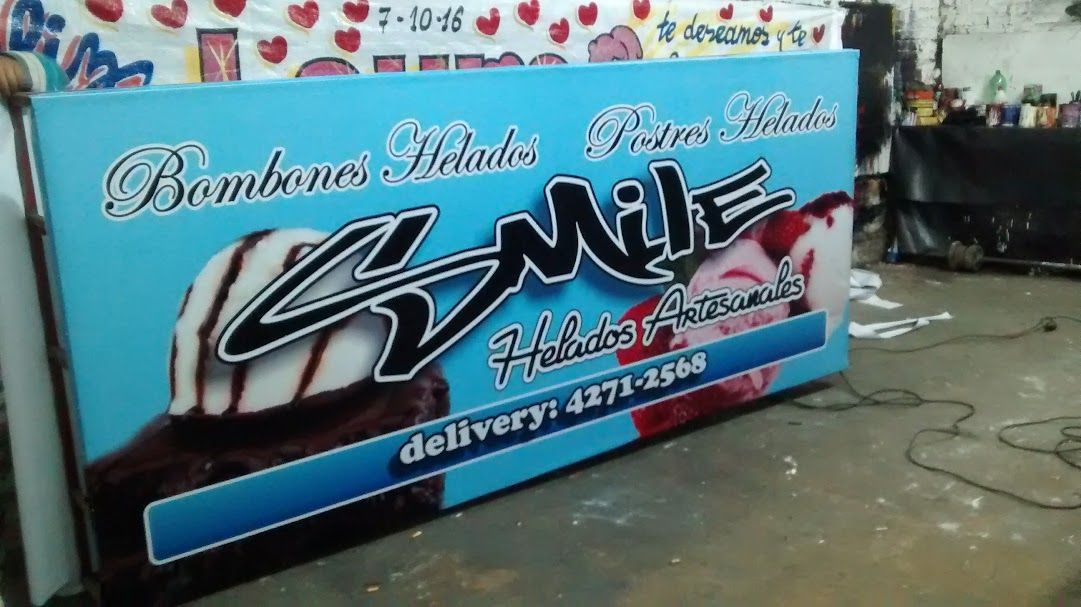 7-10-16
te deseamos y te
Bombones Helados
Postres Helados
SMilE
Helados Artesanales
delivery: 4271-2568